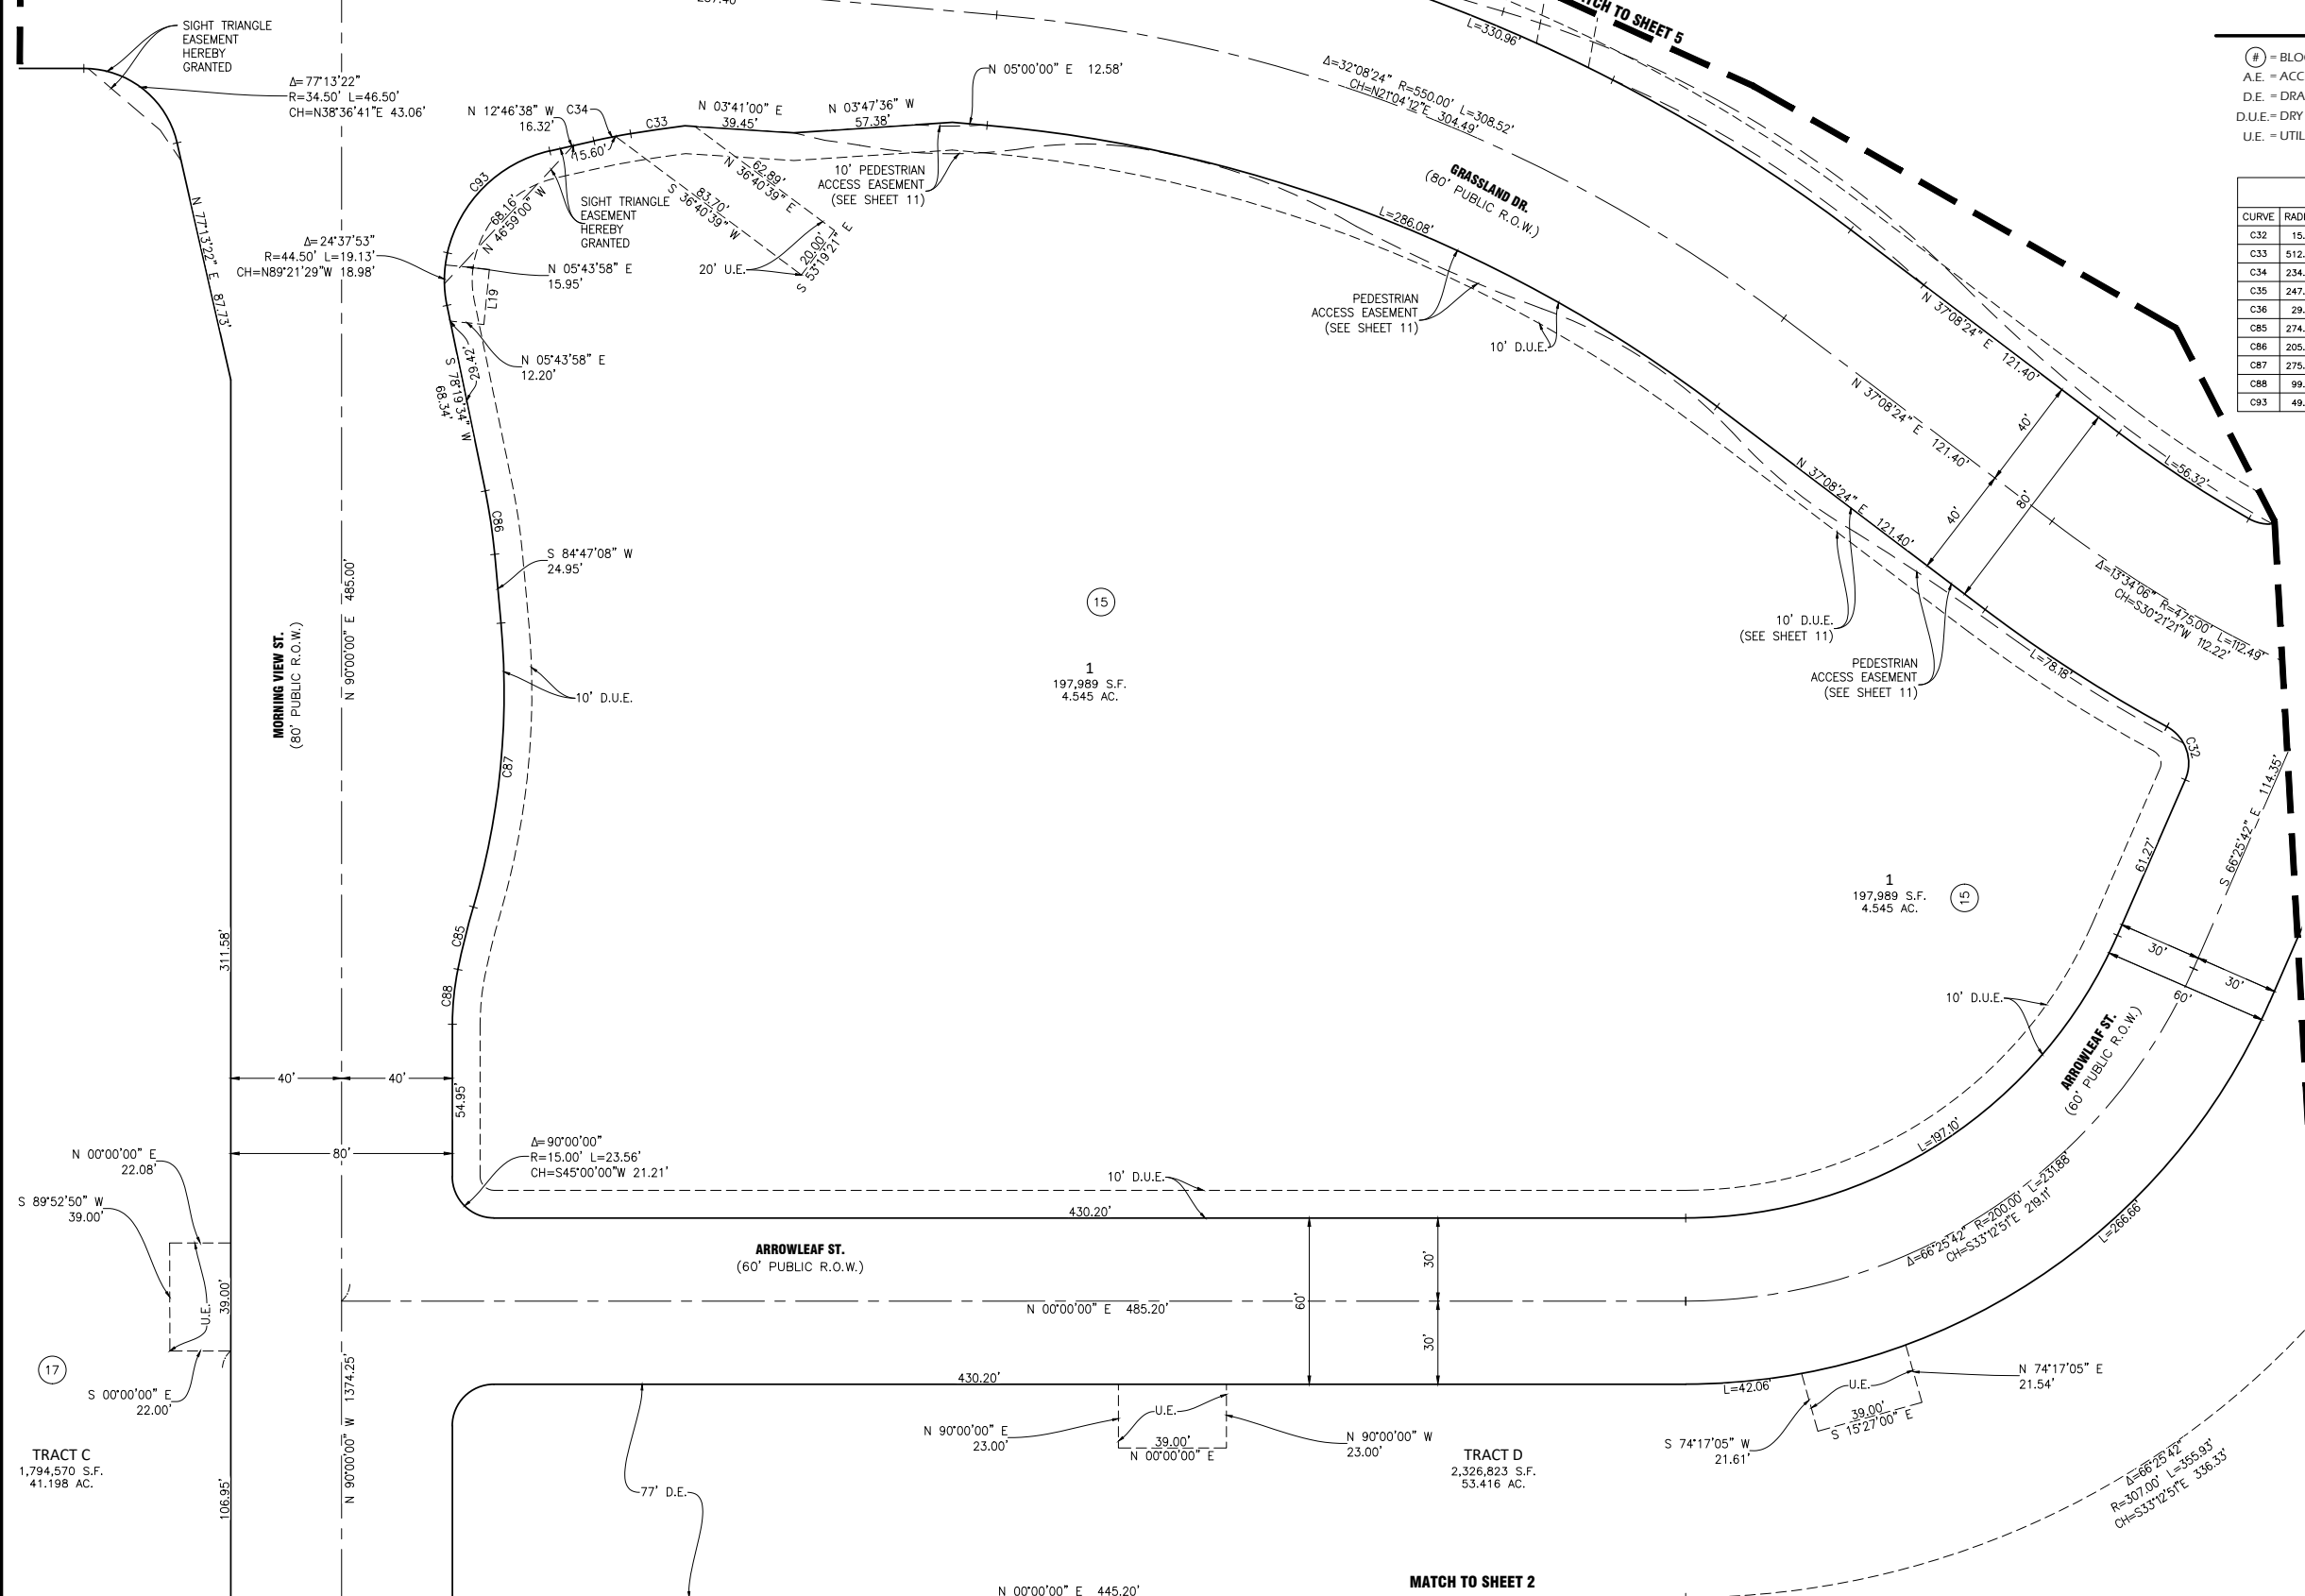 SIGHT TRIANGLE
EASEMENT
HEREBY
GRANTED
Δ=77°13'22"
R=34.50' L=46.50'
CH=N38°36'41"E 43.06'
N 77°13'22" E 87.73'
N 12°46'38" W
16.32'
C34
C33
15.60'
N 03°41'00" E
39.45'
N 03°47'36" W
57.38'
N 05°00'00" E 12.58'
L=330.96'
MATCH TO SHEET 5
Δ=32°08'24" R=550.00' L=308.52'
CH=N21°04'12"E 304.49'
GRASSLAND DR.
(80' PUBLIC R.O.W.)
# = BLO
A.E. = ACC
D.E. = DRA
D.U.E.= DRY
U.E. = UTIL
CURVE RADI
C32 15.
C33 512.
C34 234.
C35 247.
C36 29.
C85 274.
C86 205.
C87 275.
C88 99.
C93 49.
C93
68.16'
N 46°59'00" W
SIGHT TRIANGLE
EASEMENT
HEREBY
GRANTED
62.89'
N 36°40'39" E
83.70'
S 36°40'39" W
20.00'
S 53°19'21" E
20' U.E.
10' PEDESTRIAN
ACCESS EASEMENT
(SEE SHEET 11)
L=286.08'
Δ=24°37'53"
R=44.50' L=19.13'
CH=N89°21'29"W 18.98'
N 05°43'58" E
15.95'
L19
N 05°43'58" E
12.20'
29.42'
S 78°19'34" W
68.34'
PEDESTRIAN
ACCESS EASEMENT
(SEE SHEET 11)
10' D.U.E.
N 37°08'24" E 121.40'
N 37°08'24" E 121.40'
N 37°08'24" E 121.40'
40'
40'
80'
L=56.32'
C86
S 84°47'08" W
24.95'
MORNING VIEW ST.
(80' PUBLIC R.O.W.)
N 90°00'00" E 485.00'
10' D.U.E.
C87
15
1
197,989 S.F.
4.545 AC.
10' D.U.E.
(SEE SHEET 11)
PEDESTRIAN
ACCESS EASEMENT
(SEE SHEET 11)
Δ=13°34'06" R=475.00' L=112.49'
CH=S30°21'21"W 112.22'
L=78.18'
C32
S 66°25'42" E 114.35'
61.27'
1
197,989 S.F.
4.545 AC.
15
30'
30'
60'
10' D.U.E.
ARROWLEAF ST.
(60' PUBLIC R.O.W.)
311.58'
C85
C88
40'
40'
54.95'
80'
N 00°00'00" E
22.08'
S 89°52'50" W
39.00'
39.00'
U.E.
S 00°00'00" E
22.00'
17
Δ=90°00'00"
R=15.00' L=23.56'
CH=S45°00'00"W 21.21'
10' D.U.E.
430.20'
ARROWLEAF ST.
(60' PUBLIC R.O.W.)
N 00°00'00" E 485.20'
60'
30'
30'
L=197.10'
Δ=66°25'42" R=200.00' L=231.88'
CH=S33°12'51"E 219.11'
L=266.66'
430.20'
TRACT C
1,794,570 S.F.
41.198 AC.
N 90°00'00" W 1374.25'
106.95'
77' D.E.
N 90°00'00" E
23.00'
U.E.
39.00'
N 00°00'00" E
N 90°00'00" W
23.00'
TRACT D
2,326,823 S.F.
53.416 AC.
L=42.06'
U.E.
39.00'
S 15°27'00" E
S 74°17'05" W
21.61'
N 74°17'05" E
21.54'
Δ=66°25'42"
R=307.00' L=355.93'
CH=S33°12'51"E 336.33'
N 00°00'00" E 445.20'
MATCH TO SHEET 2